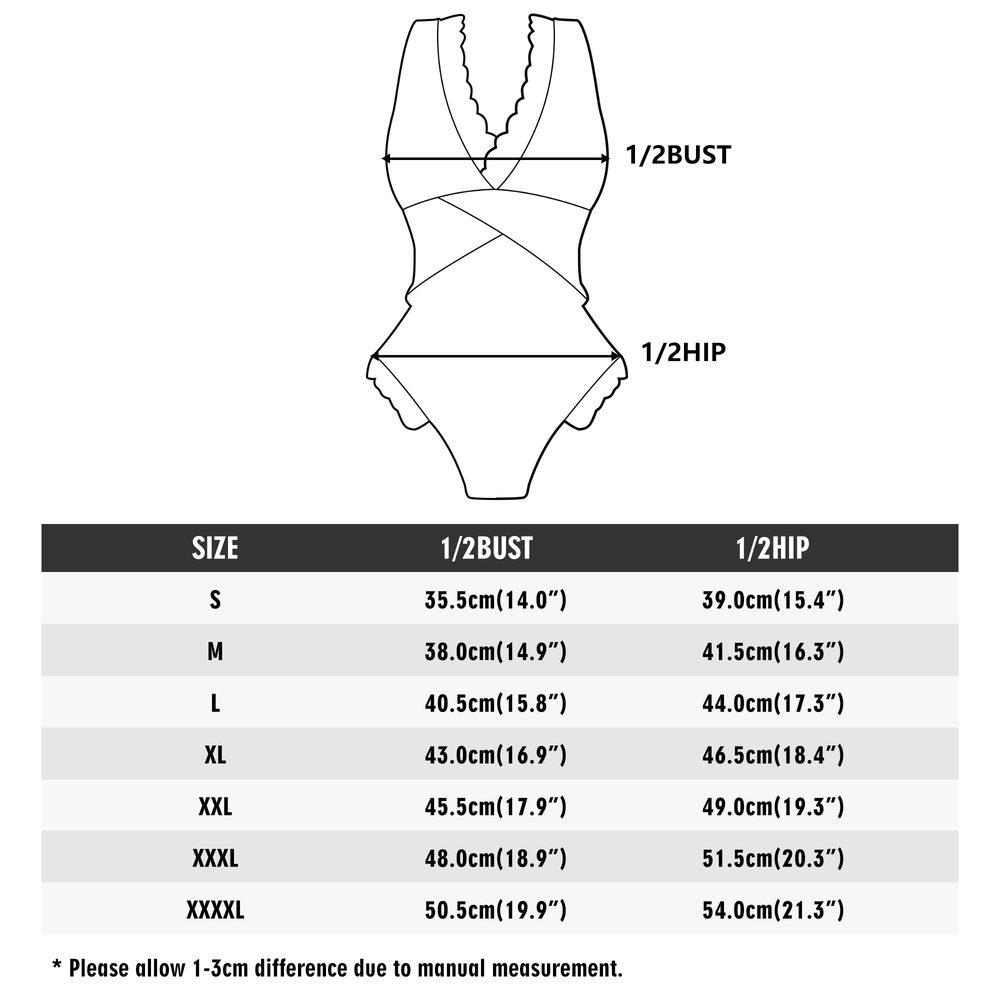 1/2BUST
1/2HIP
SIZE 1/2BUST 1/2HIP
S 35.5cm(14.0″) 39.0cm(15.4″)
M 38.0cm(14.9″) 41.5cm(16.3″)
L 40.5cm(15.8″) 44.0cm(17.3″)
XL 43.0cm(16.9″) 46.5cm(18.4″)
XXL 45.5cm(17.9″) 49.0cm(19.3″)
XXXL 48.0cm(18.9″) 51.5cm(20.3″)
XXXXL 50.5cm(19.9″) 54.0cm(21.3″)
* Please allow 1-3cm difference due to manual measurement.